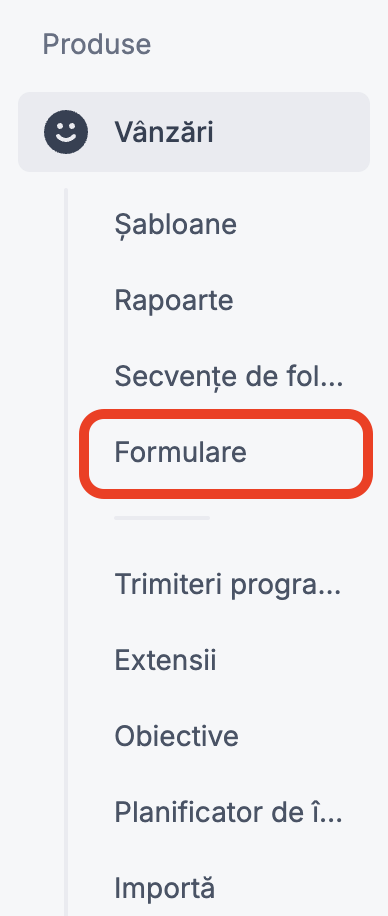 Produse
Vânzări
Șabloane
Rapoarte
Secvențe de fol...
Formulare
Trimiteri progra...
Extensii
Obiective
Planificator de î...
Importă